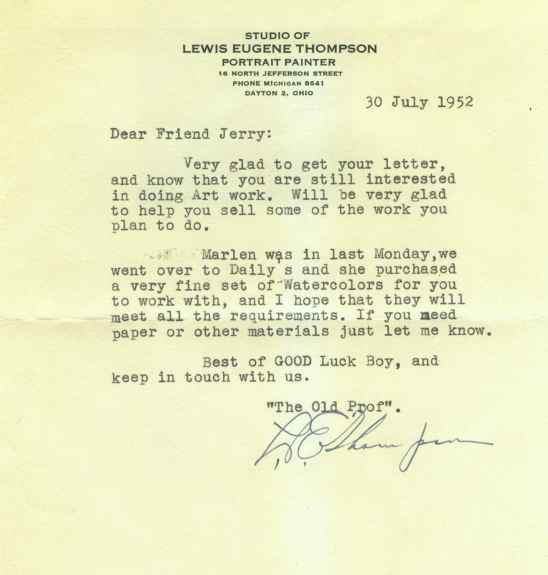 STUDIO OF
LEWIS EUGENE THOMPSON
PORTRAIT PAINTER
16 NORTH JEFFERSON STREET
PHONE MICHIGAN 8541
DAYTON 2, OHIO
30 July 1952
Dear Friend Jerry:
Very glad to get your letter,
and know that you are still interested
in doing Art work. Will be very glad
to help you sell some of the work you
plan to do.
Marlen was in last Monday,we
went over to Daily's and she purchased
a very fine set of Watercolors for you
to work with, and I hope that they will
meet all the requirements. If you need
paper or other materials just let me know.
Best of GOOD Luck Boy, and
keep in touch with us.
"The Old Prof".
L.E. Thompson